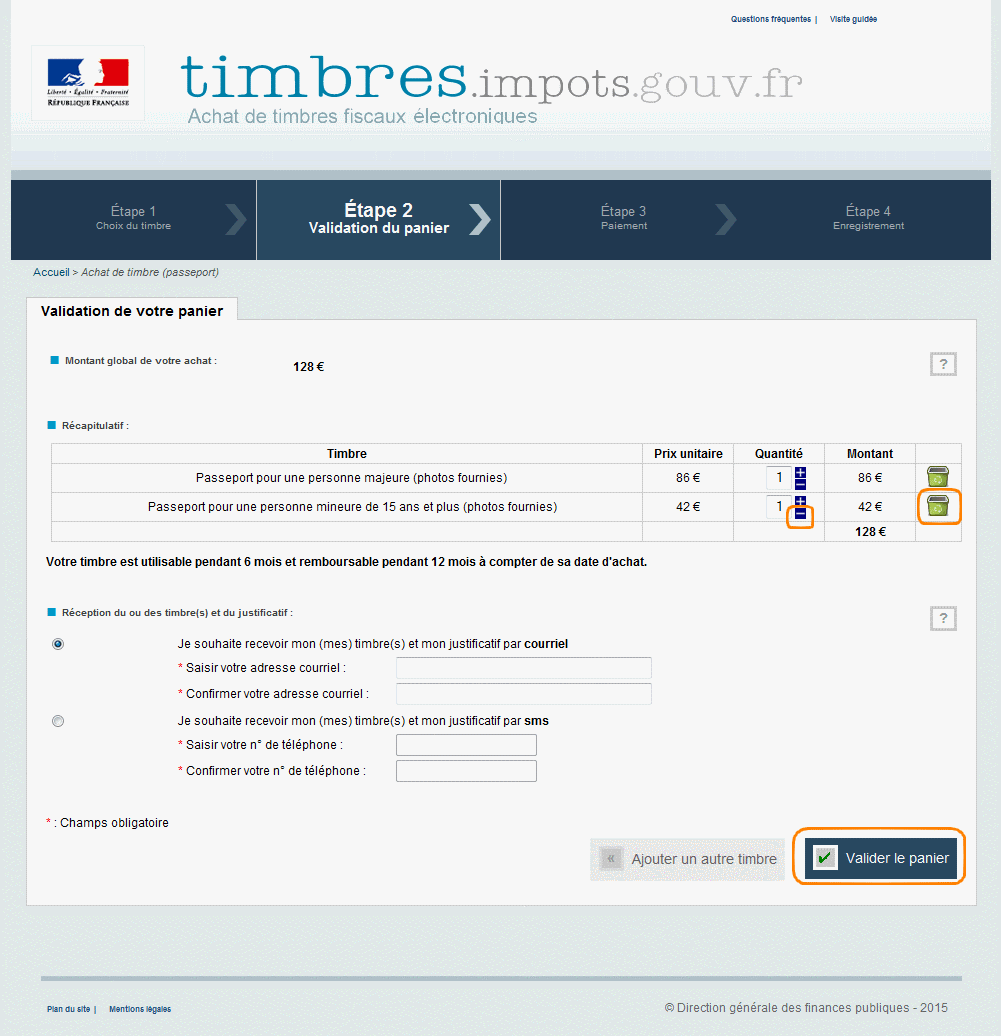 Questions fréquentes | Visite guidée
Liberté • Égalité • Fraternité
RÉPUBLIQUE FRANÇAISE
timbres.impots.gouv.fr
Achat de timbres fiscaux électroniques
Étape 1
Choix du timbre
Étape 2
Validation du panier
Étape 3
Paiement
Étape 4
Enregistrement
Accueil > Achat de timbre (passeport)
Validation de votre panier
Montant global de votre achat : 128 €
?
Récapitulatif :
Timbre Prix unitaire Quantité Montant
Passeport pour une personne majeure (photos fournies) 86 € 1 + − 86 €
Passeport pour une personne mineure de 15 ans et plus (photos fournies) 42 € 1 + − 42 €
128 €
Votre timbre est utilisable pendant 6 mois et remboursable pendant 12 mois à compter de sa date d'achat.
Réception du ou des timbre(s) et du justificatif :
?
Je souhaite recevoir mon (mes) timbre(s) et mon justificatif par courriel
* Saisir votre adresse courriel :
* Confirmer votre adresse courriel :
Je souhaite recevoir mon (mes) timbre(s) et mon justificatif par sms
* Saisir votre n° de téléphone :
* Confirmer votre n° de téléphone :
* : Champs obligatoire
« Ajouter un autre timbre
Valider le panier
Plan du site | Mentions légales
© Direction générale des finances publiques - 2015